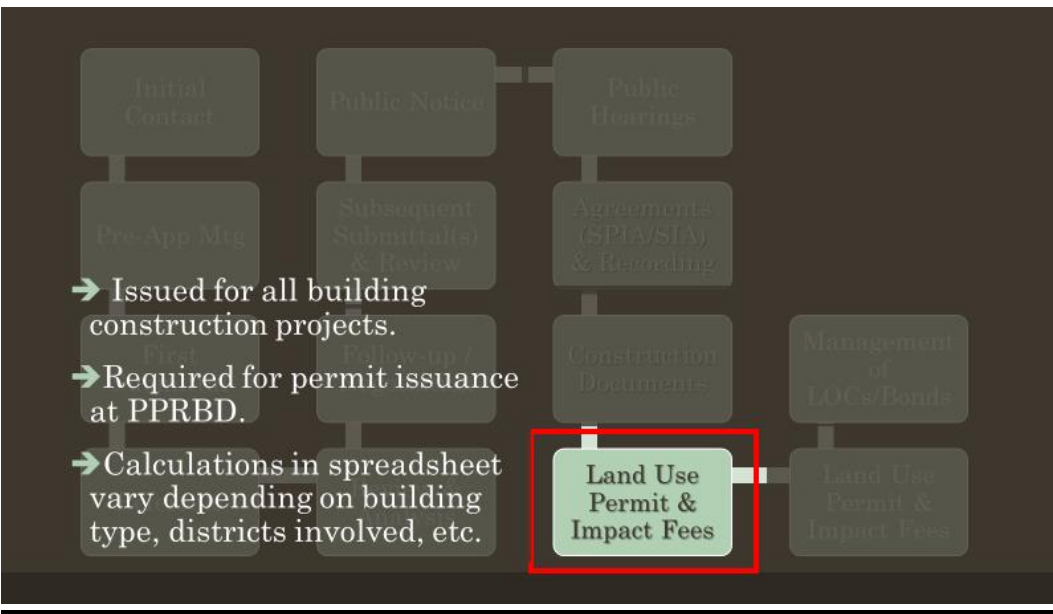 Initial
Contact
Public Notice
Public
Hearings
Pre-App Mtg
Subsequent
Submittal(s)
& Review
Agreements
(SPIA/SIA)
& Recording
➔ Issued for all building
construction projects.
➔Required for permit issuance
at PPRBD.
➔Calculations in spreadsheet
vary depending on building
type, districts involved, etc.
First
Follow-up /
Construction
Documents
Management
of
LOCs/Bonds
Land Use
Permit &
Impact Fees
Land Use
Permit &
Impact Fees